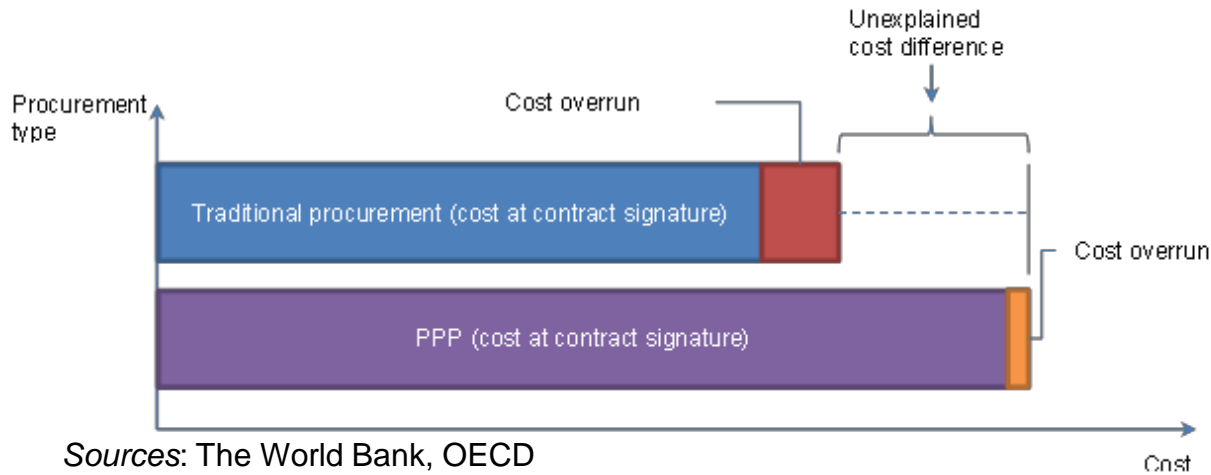 Unexplained
cost difference
Procurement
type
Cost overrun
Traditional procurement (cost at contract signature)
Cost overrun
PPP (cost at contract signature)
Sources: The World Bank, OECD
Cost